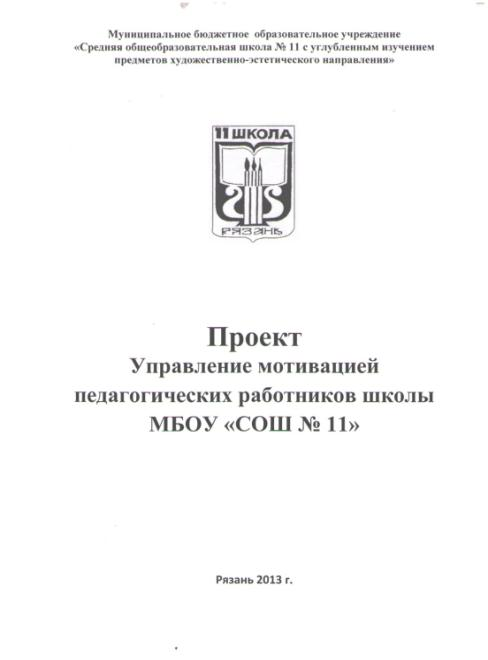 Муниципальное бюджетное образовательное учреждение
«Средняя общеобразовательная школа № 11 с углубленным изучением
предметов художественно-эстетического направления»
11 ШКОЛА
РЯЗАНЬ
Проект
Управление мотивацией
педагогических работников школы
МБОУ «СОШ № 11»
Рязань 2013 г.